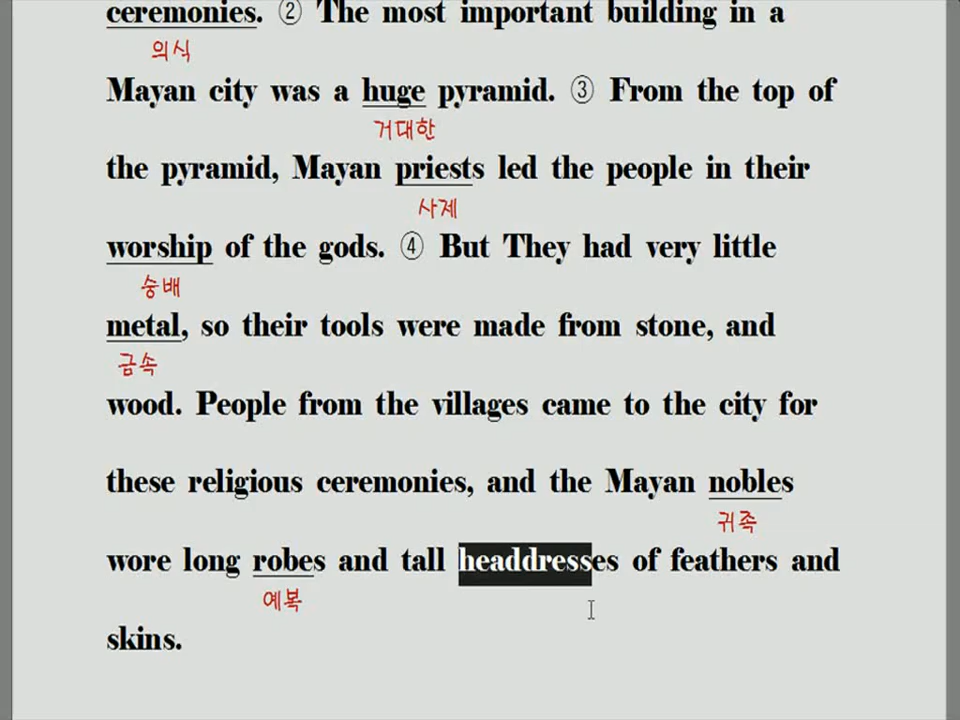 ceremonies. ② The most important building in a
의식
Mayan city was a huge pyramid. ③ From the top of
거대한
the pyramid, Mayan priests led the people in their
사제
worship of the gods. ④ But They had very little
숭배
metal, so their tools were made from stone, and
금속
wood. People from the villages came to the city for
these religious ceremonies, and the Mayan nobles
귀족
wore long robes and tall headdresses of feathers and
예복
skins.